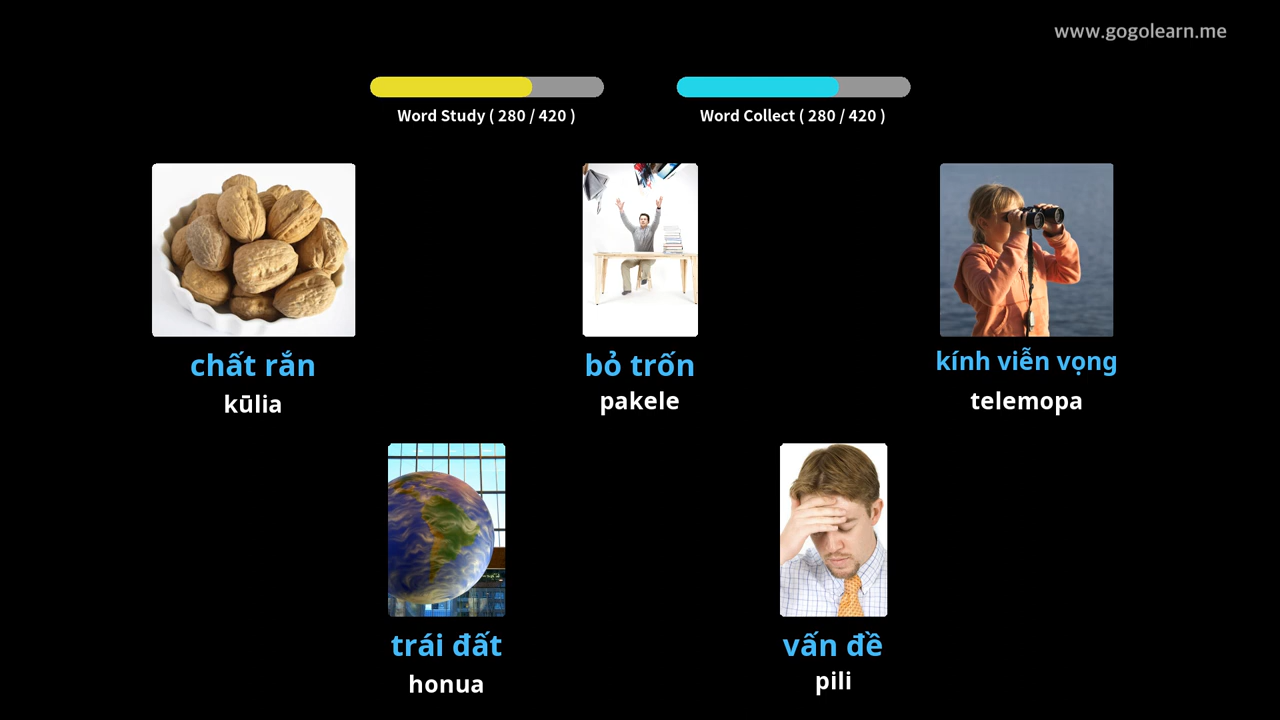 www.gogolearn.me
Word Study ( 280 / 420 )
Word Collect ( 280 / 420 )
chất rắn
kūlia
bỏ trốn
pakele
kính viễn vọng
telemopa
trái đất
honua
vấn đề
pili